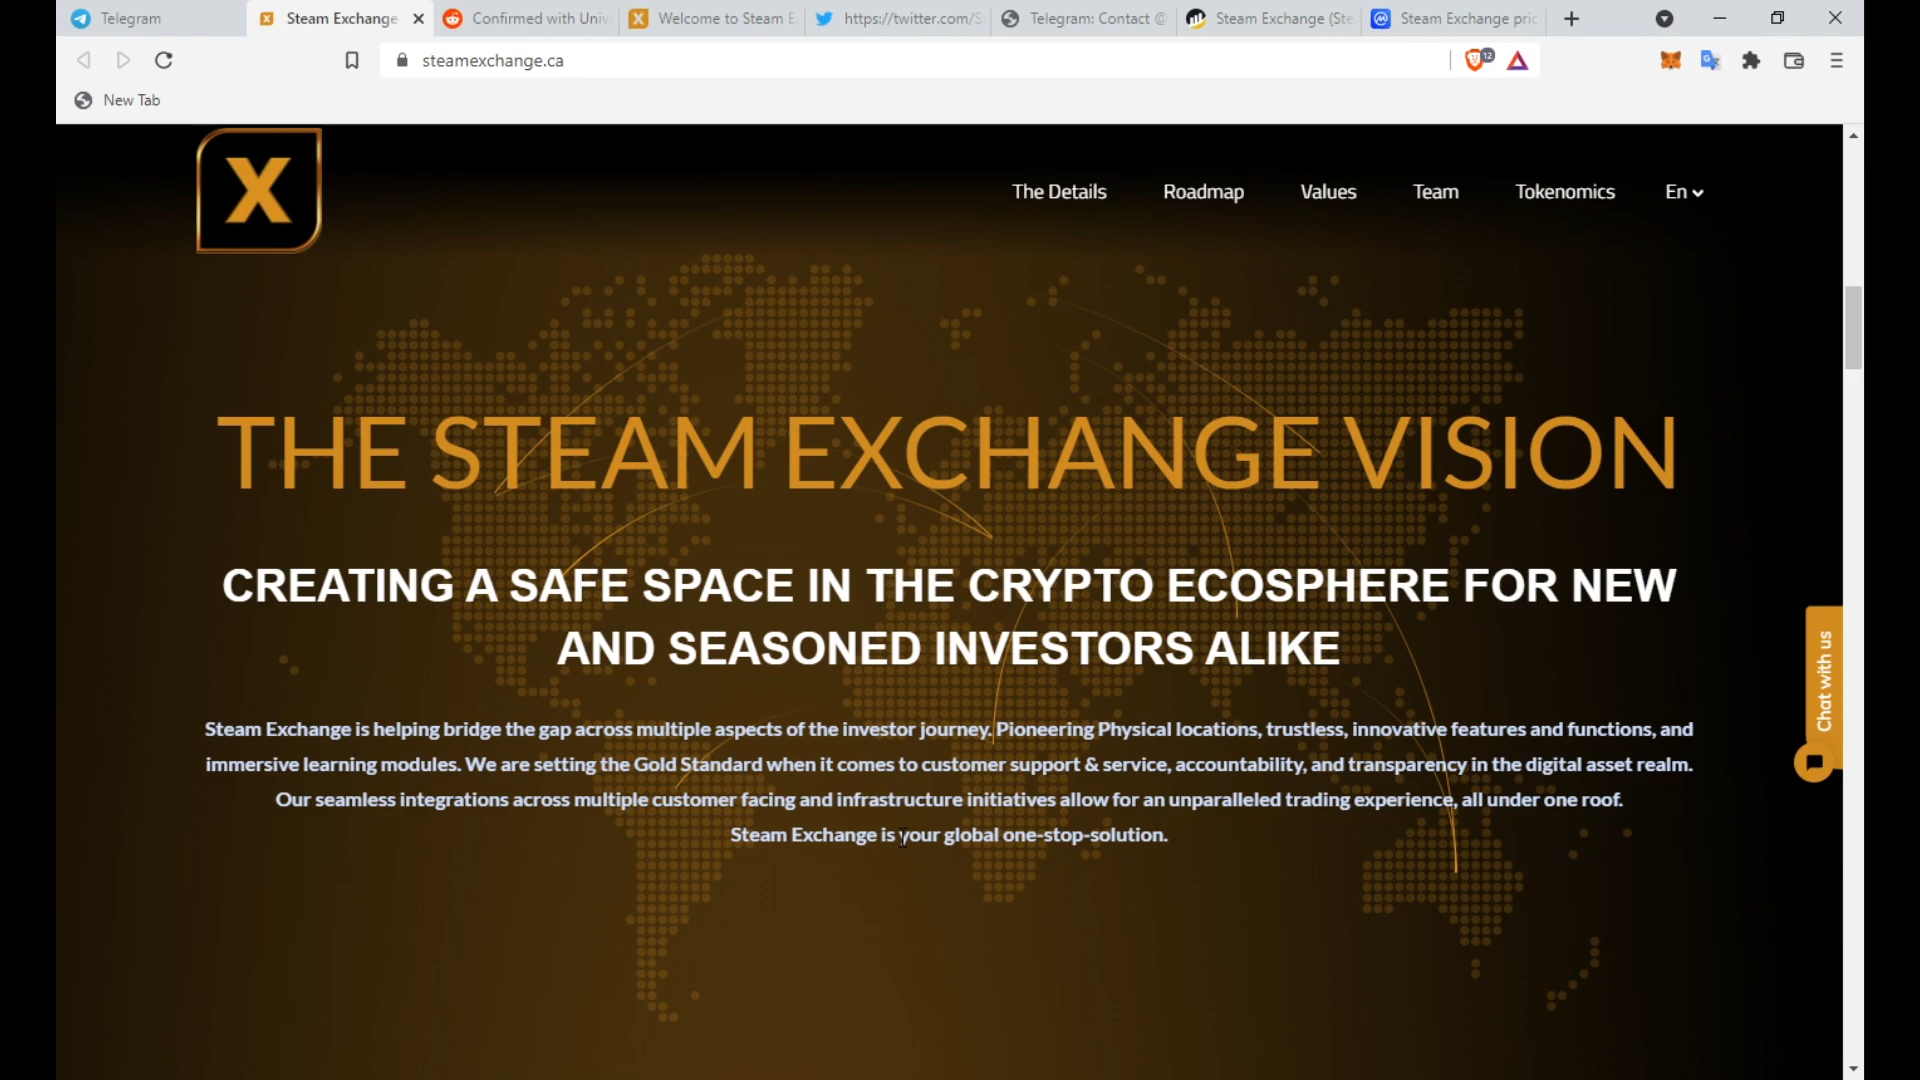 Telegram
Steam Exchange
Confirmed with Univ
Welcome to Steam E
https://twitter.com/S
Telegram: Contact @
Steam Exchange (Ste
Steam Exchange pric
steamexchange.ca
12
New Tab
X
The Details
Roadmap
Values
Team
Tokenomics
En
THE STEAM EXCHANGE VISION
CREATING A SAFE SPACE IN THE CRYPTO ECOSPHERE FOR NEW
AND SEASONED INVESTORS ALIKE
Steam Exchange is helping bridge the gap across multiple aspects of the investor journey. Pioneering Physical locations, trustless, innovative features and functions, and
immersive learning modules. We are setting the Gold Standard when it comes to customer support & service, accountability, and transparency in the digital asset realm.
Our seamless integrations across multiple customer facing and infrastructure initiatives allow for an unparalleled trading experience, all under one roof.
Steam Exchange is your global one-stop-solution.
Chat with us